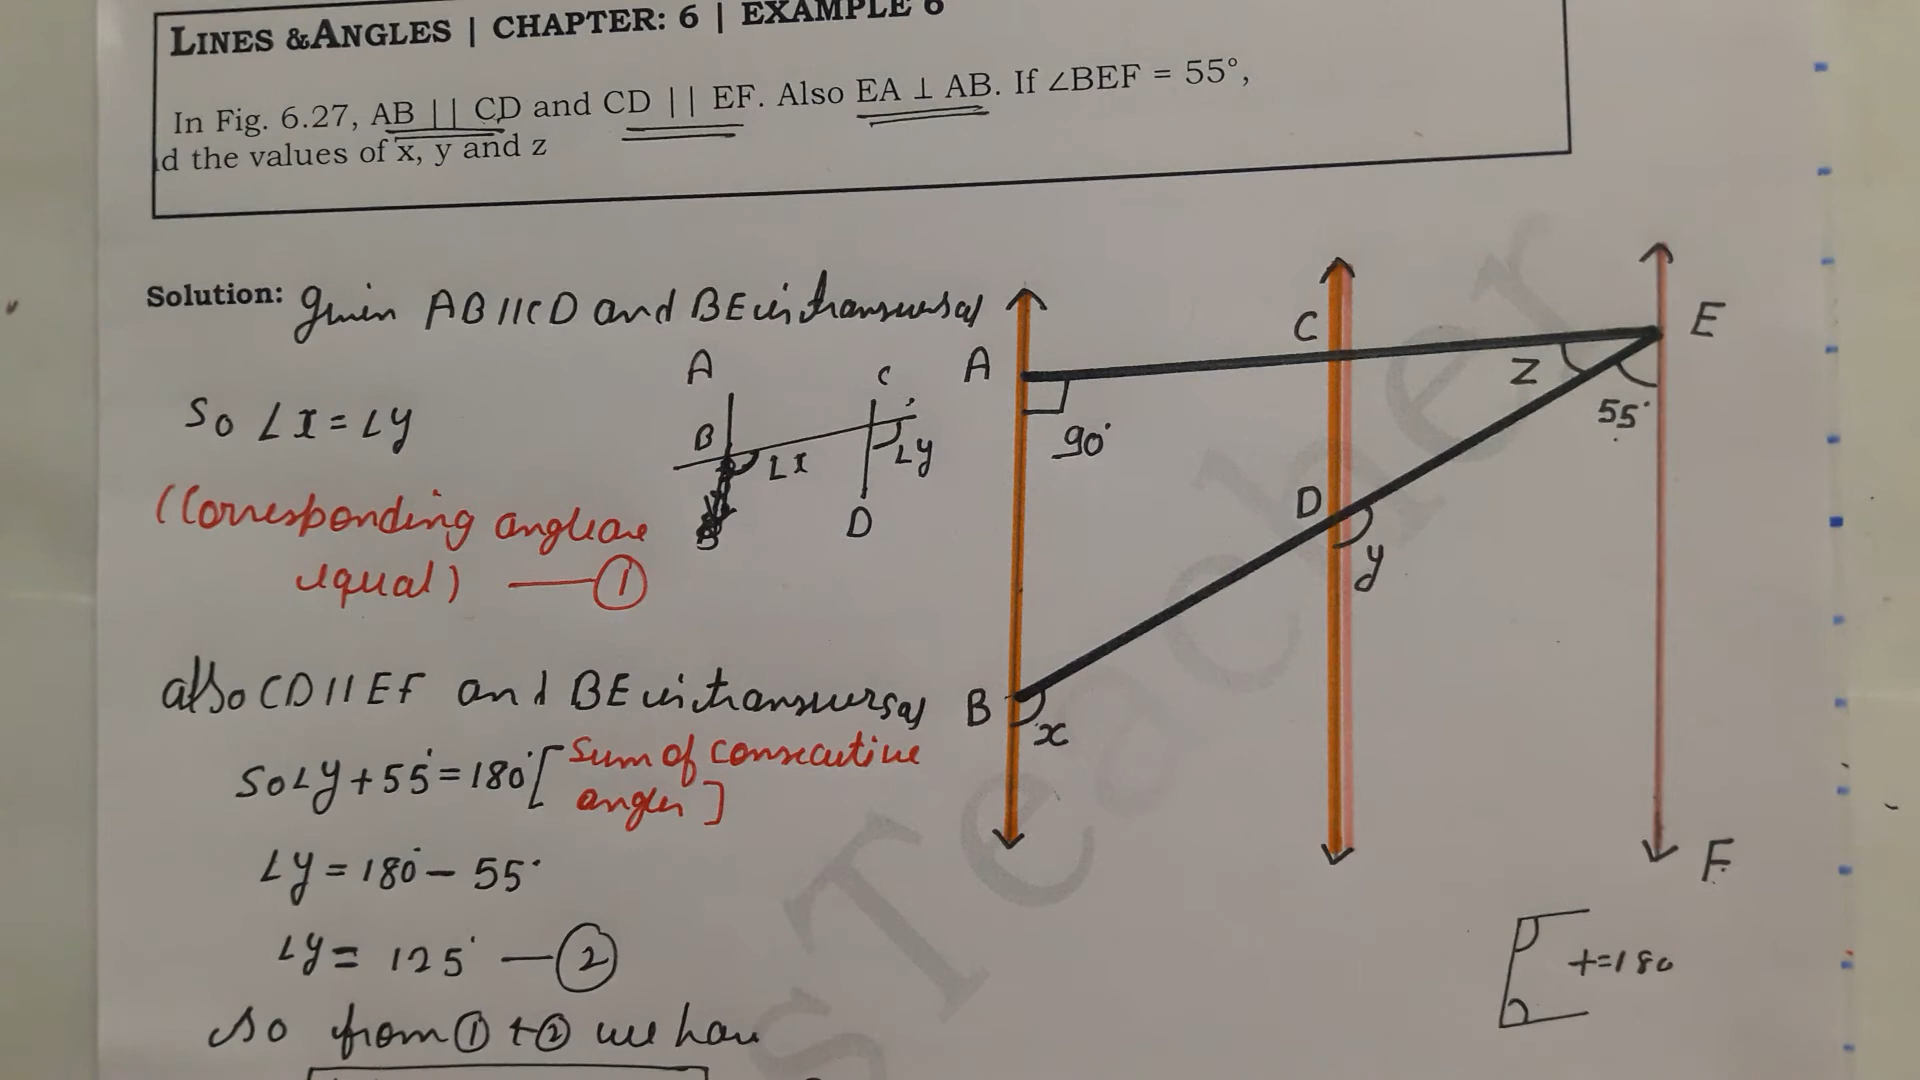 LINES &ANGLES | CHAPTER: 6 | EXAMPLE 6
In Fig. 6.27, AB || CD and CD || EF. Also EA ⊥ AB. If ∠BEF = 55°,
d the values of x, y and z
Solution: given AB||CD and BE is transversal
So ∠x = ∠y
(Corresponding angle are
equal) — ①
A
B
C
D
∠x
∠y
B
also CD||EF and BE is transversal
So ∠y + 55° = 180° [Sum of consecutive
angles]
∠y = 180° - 55°
∠y = 125° — ②
so from ① + ② we have
A
C
E
Z
55°
90°
D
y
B
x
F
+=180
sTeacher